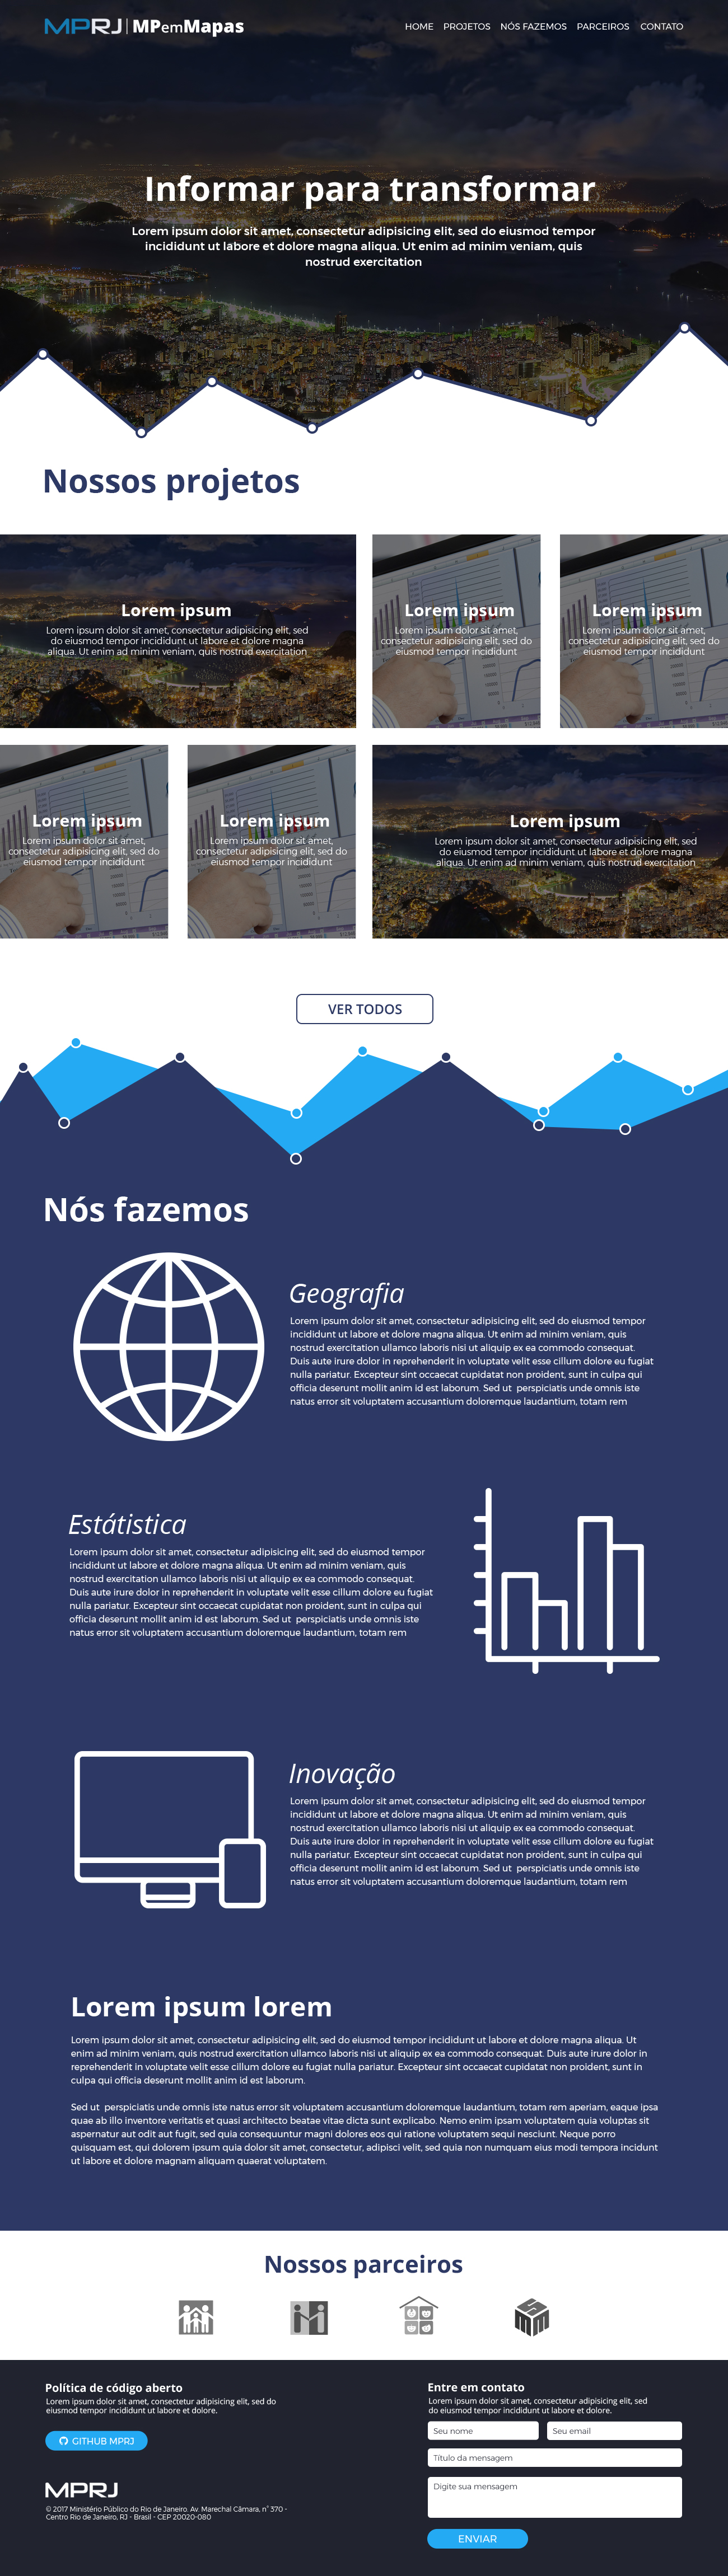 MPRJ | MPemMapas
HOME PROJETOS NÓS FAZEMOS PARCEIROS CONTATO
Informar para transformar
Lorem ipsum dolor sit amet, consectetur adipisicing elit, sed do eiusmod tempor
incididunt ut labore et dolore magna aliqua. Ut enim ad minim veniam, quis
nostrud exercitation
Nossos projetos
Lorem ipsum
Lorem ipsum dolor sit amet, consectetur adipisicing elit, sed
do eiusmod tempor incididunt ut labore et dolore magna
aliqua. Ut enim ad minim veniam, quis nostrud exercitation
Lorem ipsum
Lorem ipsum dolor sit amet,
consectetur adipisicing elit, sed do
eiusmod tempor incididunt
Lorem ipsum
Lorem ipsum dolor sit amet,
consectetur adipisicing elit, sed do
eiusmod tempor incididunt
Lorem ipsum
Lorem ipsum dolor sit amet,
consectetur adipisicing elit, sed do
eiusmod tempor incididunt
Lorem ipsum
Lorem ipsum dolor sit amet,
consectetur adipisicing elit, sed do
eiusmod tempor incididunt
Lorem ipsum
Lorem ipsum dolor sit amet, consectetur adipisicing elit, sed
do eiusmod tempor incididunt ut labore et dolore magna
aliqua. Ut enim ad minim veniam, quis nostrud exercitation
VER TODOS
Nós fazemos
Geografia
Lorem ipsum dolor sit amet, consectetur adipisicing elit, sed do eiusmod tempor
incididunt ut labore et dolore magna aliqua. Ut enim ad minim veniam, quis
nostrud exercitation ullamco laboris nisi ut aliquip ex ea commodo consequat.
Duis aute irure dolor in reprehenderit in voluptate velit esse cillum dolore eu fugiat
nulla pariatur. Excepteur sint occaecat cupidatat non proident, sunt in culpa qui
officia deserunt mollit anim id est laborum. Sed ut  perspiciatis unde omnis iste
natus error sit voluptatem accusantium doloremque laudantium, totam rem
Estátistica
Lorem ipsum dolor sit amet, consectetur adipisicing elit, sed do eiusmod tempor
incididunt ut labore et dolore magna aliqua. Ut enim ad minim veniam, quis
nostrud exercitation ullamco laboris nisi ut aliquip ex ea commodo consequat.
Duis aute irure dolor in reprehenderit in voluptate velit esse cillum dolore eu fugiat
nulla pariatur. Excepteur sint occaecat cupidatat non proident, sunt in culpa qui
officia deserunt mollit anim id est laborum. Sed ut  perspiciatis unde omnis iste
natus error sit voluptatem accusantium doloremque laudantium, totam rem
Inovação
Lorem ipsum dolor sit amet, consectetur adipisicing elit, sed do eiusmod tempor
incididunt ut labore et dolore magna aliqua. Ut enim ad minim veniam, quis
nostrud exercitation ullamco laboris nisi ut aliquip ex ea commodo consequat.
Duis aute irure dolor in reprehenderit in voluptate velit esse cillum dolore eu fugiat
nulla pariatur. Excepteur sint occaecat cupidatat non proident, sunt in culpa qui
officia deserunt mollit anim id est laborum. Sed ut  perspiciatis unde omnis iste
natus error sit voluptatem accusantium doloremque laudantium, totam rem
Lorem ipsum lorem
Lorem ipsum dolor sit amet, consectetur adipisicing elit, sed do eiusmod tempor incididunt ut labore et dolore magna aliqua. Ut
enim ad minim veniam, quis nostrud exercitation ullamco laboris nisi ut aliquip ex ea commodo consequat. Duis aute irure dolor in
reprehenderit in voluptate velit esse cillum dolore eu fugiat nulla pariatur. Excepteur sint occaecat cupidatat non proident, sunt in
culpa qui officia deserunt mollit anim id est laborum.
Sed ut  perspiciatis unde omnis iste natus error sit voluptatem accusantium doloremque laudantium, totam rem aperiam, eaque ipsa
quae ab illo inventore veritatis et quasi architecto beatae vitae dicta sunt explicabo. Nemo enim ipsam voluptatem quia voluptas sit
aspernatur aut odit aut fugit, sed quia consequuntur magni dolores eos qui ratione voluptatem sequi nesciunt. Neque porro
quisquam est, qui dolorem ipsum quia dolor sit amet, consectetur, adipisci velit, sed quia non numquam eius modi tempora incidunt
ut labore et dolore magnam aliquam quaerat voluptatem.
Nossos parceiros
Política de código aberto
Lorem ipsum dolor sit amet, consectetur adipisicing elit, sed do
eiusmod tempor incididunt ut labore et dolore.
GITHUB MPRJ
MPRJ
© 2017 Ministério Público do Rio de Janeiro. Av. Marechal Câmara, n° 370 -
Centro Rio de Janeiro, RJ - Brasil - CEP 20020-080
Entre em contato
Lorem ipsum dolor sit amet, consectetur adipisicing elit, sed
do eiusmod tempor incididunt ut labore et dolore.
Seu nome
Seu email
Título da mensagem
Digite sua mensagem
ENVIAR